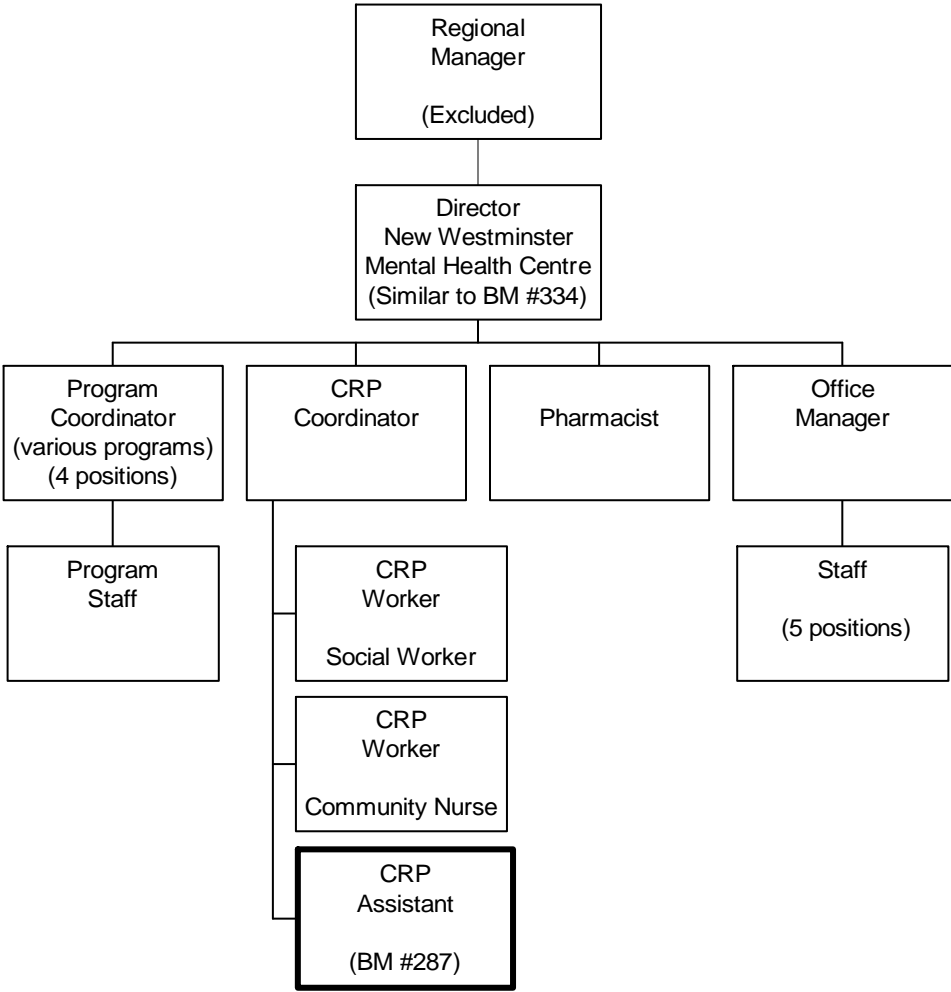 Regional
Manager
(Excluded)
Director
New Westminster
Mental Health Centre
(Similar to BM #334)
Program
Coordinator
(various programs)
(4 positions)
CRP
Coordinator
Pharmacist
Office
Manager
Program
Staff
CRP
Worker
Social Worker
Staff
(5 positions)
CRP
Worker
Community Nurse
CRP
Assistant
(BM #287)